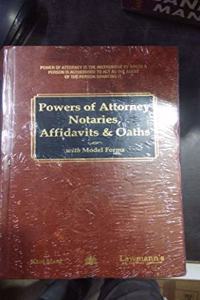 POWER OF ATTORNEY IS THE INSTRUMENT BY WHICH A
PERSON IS AUTHORISED TO ACT AS THE AGENT
OF THE PERSON GRANTING IT
Powers of Attorney
Notaries,
Affidavits & Oaths
with Model Forms
Lawmann's